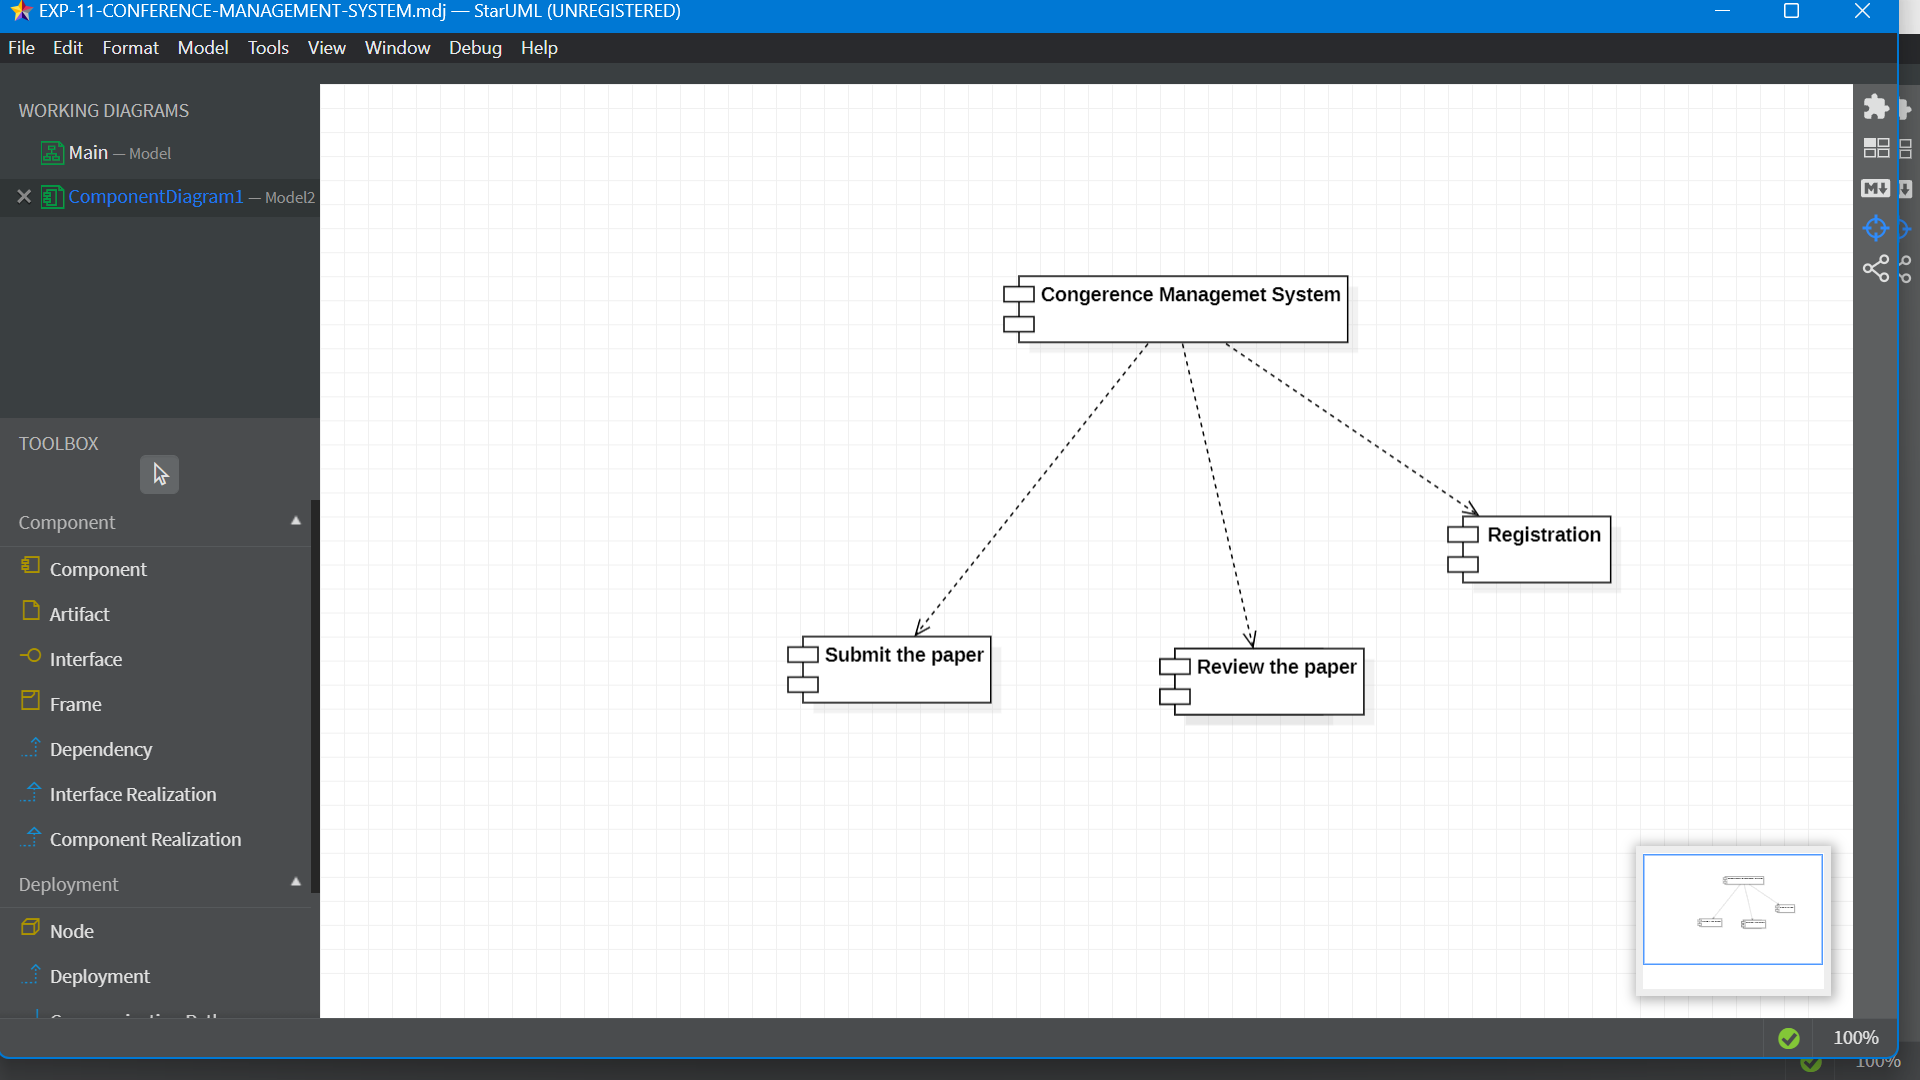 EXP-11-CONFERENCE-MANAGEMENT-SYSTEM.mdj — StarUML (UNREGISTERED)
File Edit Format Model Tools View Window Debug Help
WORKING DIAGRAMS
Main — Model
ComponentDiagram1 — Model2
TOOLBOX
Component
Component
Artifact
Interface
Frame
Dependency
Interface Realization
Component Realization
Deployment
Node
Deployment
Congerence Managemet System
Registration
Submit the paper
Review the paper
100%
100%